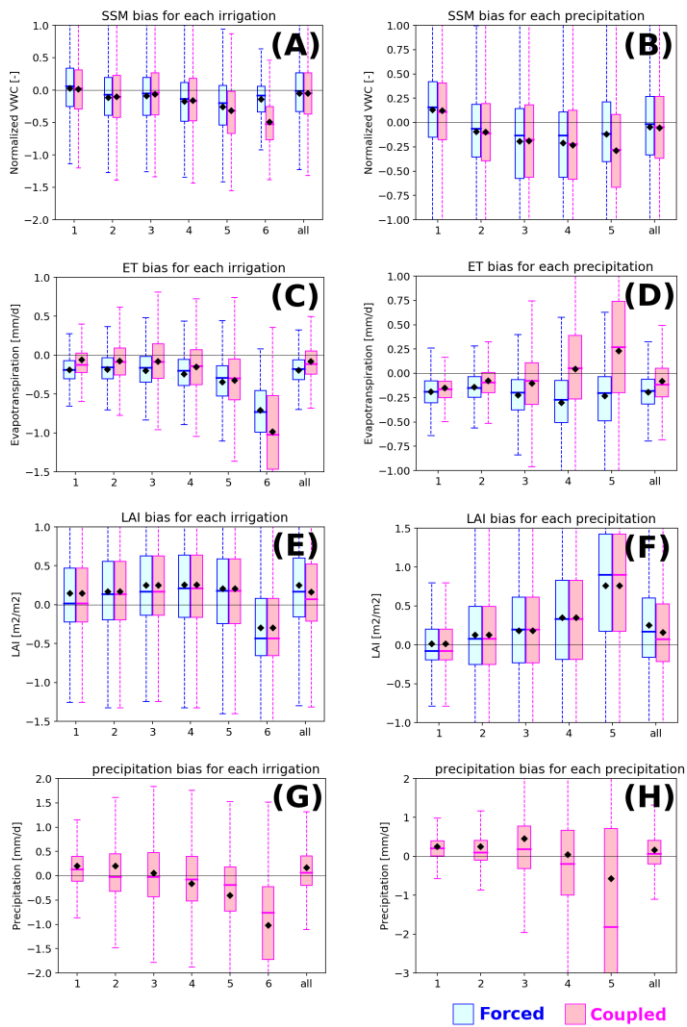 SSM bias for each irrigation
(A)
Normalized VWC [-]
1.0
0.5
0.0
−0.5
−1.0
−1.5
−2.0
1 2 3 4 5 6 all
SSM bias for each precipitation
(B)
Normalized VWC [-]
1.00
0.75
0.50
0.25
0.00
−0.25
−0.50
−0.75
−1.00
1 2 3 4 5 all
ET bias for each irrigation
(C)
Evapotranspiration [mm/d]
1.0
0.5
0.0
−0.5
−1.0
−1.5
1 2 3 4 5 6 all
ET bias for each precipitation
(D)
Evapotranspiration [mm/d]
1.00
0.75
0.50
0.25
0.00
−0.25
−0.50
−0.75
−1.00
1 2 3 4 5 all
LAI bias for each irrigation
(E)
LAI [m2/m2]
1.0
0.5
0.0
−0.5
−1.0
−1.5
1 2 3 4 5 6 all
LAI bias for each precipitation
(F)
LAI [m2/m2]
1.5
1.0
0.5
0.0
−0.5
−1.0
1 2 3 4 5 all
precipitation bias for each irrigation
(G)
Precipitation [mm/d]
2.0
1.5
1.0
0.5
0.0
−0.5
−1.0
−1.5
−2.0
1 2 3 4 5 6 all
precipitation bias for each precipitation
(H)
Precipitation [mm/d]
2
1
0
−1
−2
−3
1 2 3 4 5 all
Forced Coupled